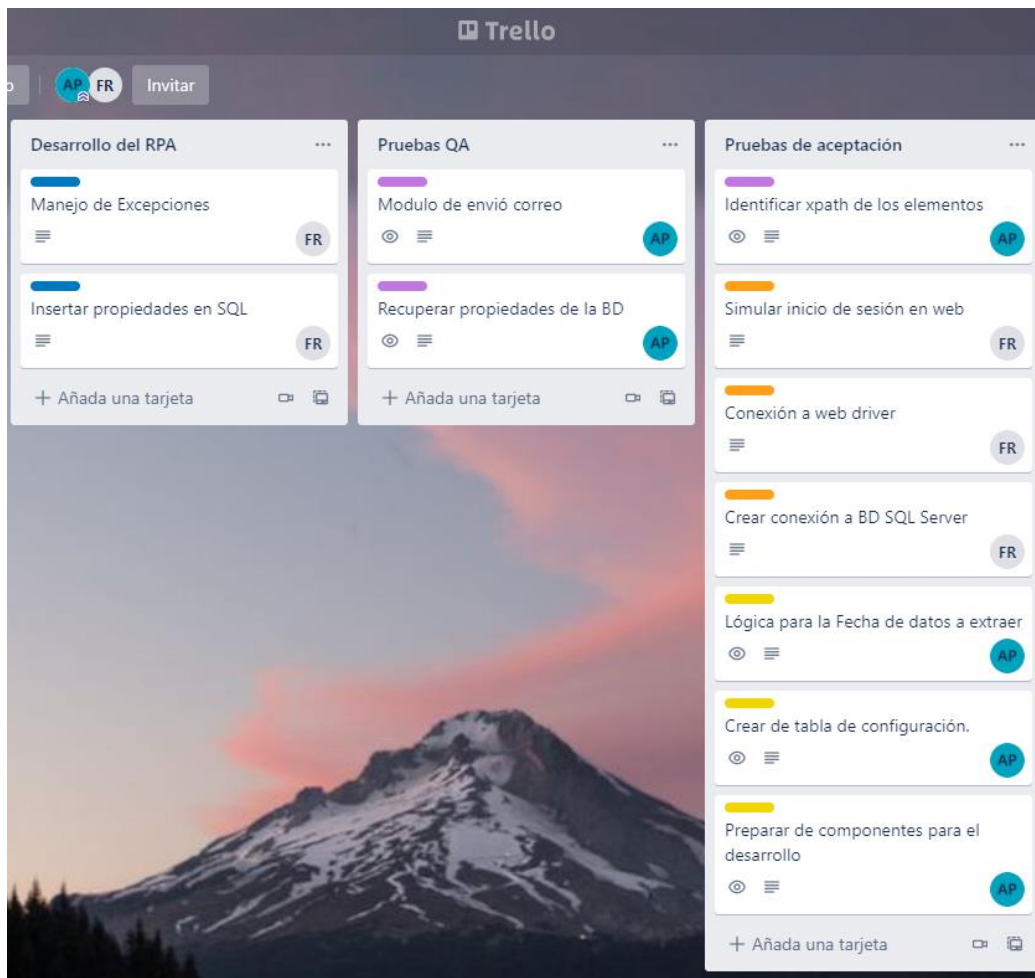 Trello
AP FR Invitar
Desarrollo del RPA
Manejo de Excepciones
FR
Insertar propiedades en SQL
FR
+ Añada una tarjeta
Pruebas QA
Modulo de envió correo
AP
Recuperar propiedades de la BD
AP
+ Añada una tarjeta
Pruebas de aceptación
Identificar xpath de los elementos
AP
Simular inicio de sesión en web
FR
Conexión a web driver
FR
Crear conexión a BD SQL Server
FR
Lógica para la Fecha de datos a extraer
AP
Crear de tabla de configuración.
AP
Preparar de componentes para el
desarrollo
AP
+ Añada una tarjeta